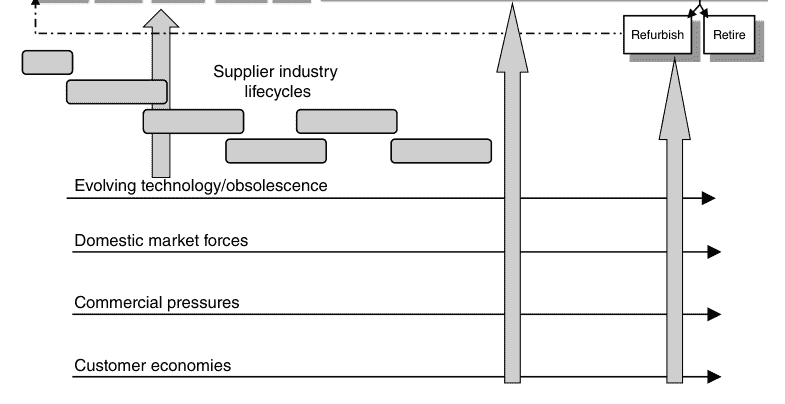 Refurbish
Retire
Supplier industry
lifecycles
Evolving technology/obsolescence
Domestic market forces
Commercial pressures
Customer economies